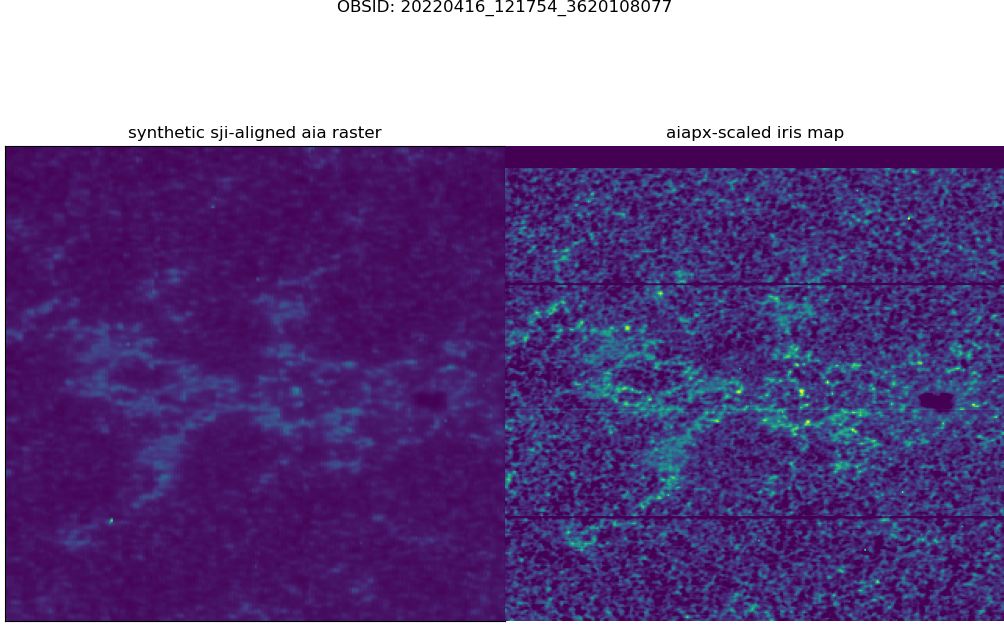 OBSID: 20220416_121754_3620108077
synthetic sji-aligned aia raster
aiapx-scaled iris map